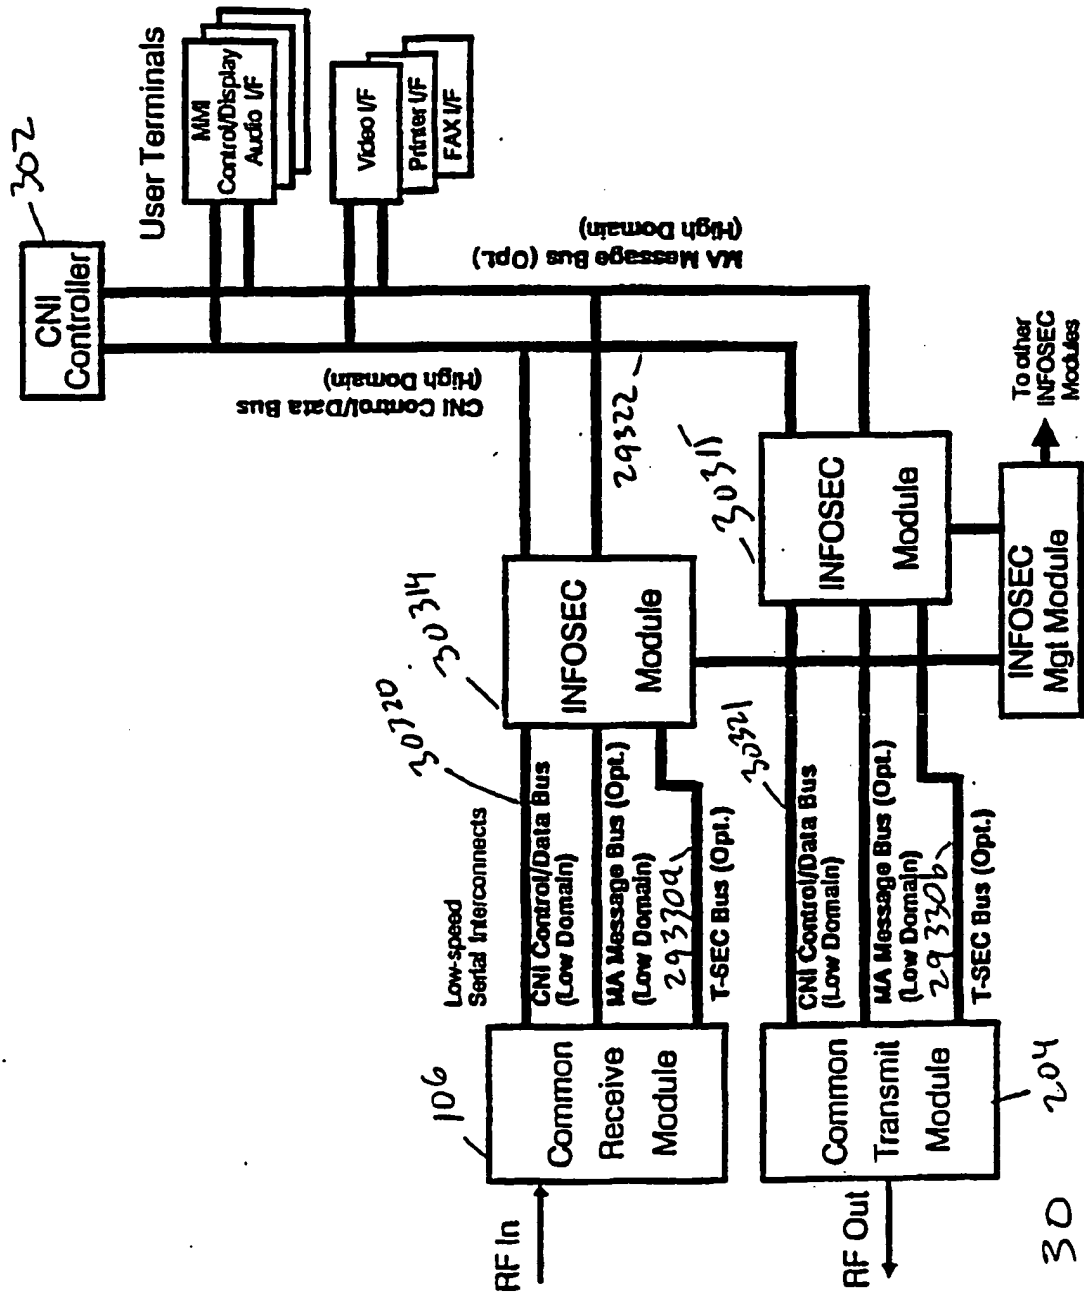 302
CNI
Controller
User Terminals
MMI
Control/Display
Audio I/F
Video I/F
Printer I/F
FAX I/F
CNI Control/Data Bus
(High Domain)
MA Message Bus (Opt.)
(High Domain)
29322
30311
30314
INFOSEC
Module
INFOSEC
Module
INFOSEC
Mgt Module
To other
INFOSEC
Modules
30320
30321
Low-speed
Serial Interconnects
CNI Control/Data Bus
(Low Domain)
MA Message Bus (Opt.)
(Low Domain)
29330a
T-SEC Bus (Opt.)
CNI Control/Data Bus
(Low Domain)
MA Message Bus (Opt.)
(Low Domain)
29330b
T-SEC Bus (Opt.)
106
Common
Receive
Module
Common
Transmit
Module
204
RF In
RF Out
30